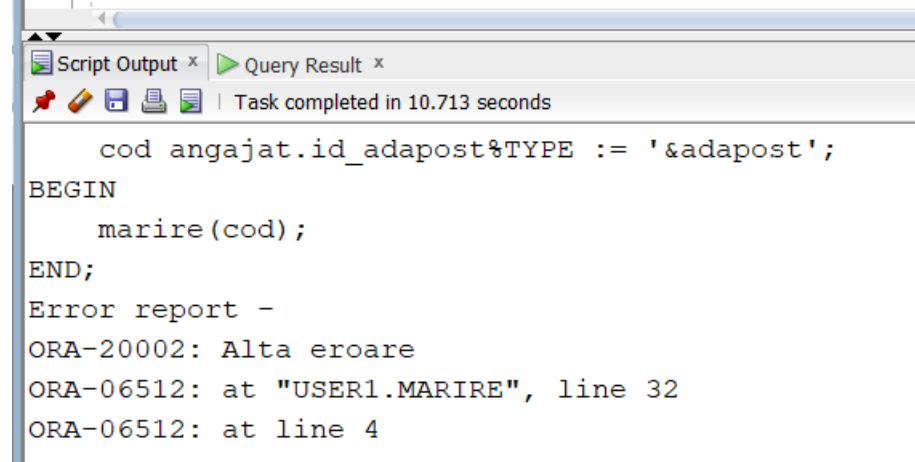 Script Output x Query Result x
Task completed in 10.713 seconds
cod angajat.id_adapost%TYPE := '&adapost';
BEGIN
marire(cod);
END;
Error report -
ORA-20002: Alta eroare
ORA-06512: at "USER1.MARIRE", line 32
ORA-06512: at line 4